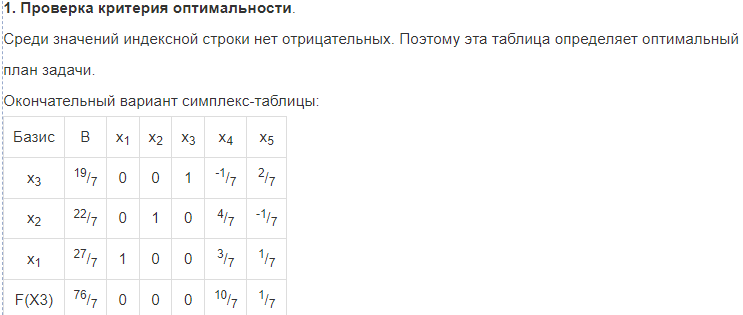 1. Проверка критерия оптимальности.
Среди значений индексной строки нет отрицательных. Поэтому эта таблица определяет оптимальный
план задачи.
Окончательный вариант симплекс-таблицы:
Базис B x₁ x₂ x₃ x₄ x₅
x₃ 19/7 0 0 1 -1/7 2/7
x₂ 22/7 0 1 0 4/7 -1/7
x₁ 27/7 1 0 0 3/7 1/7
F(X3) 76/7 0 0 0 10/7 1/7